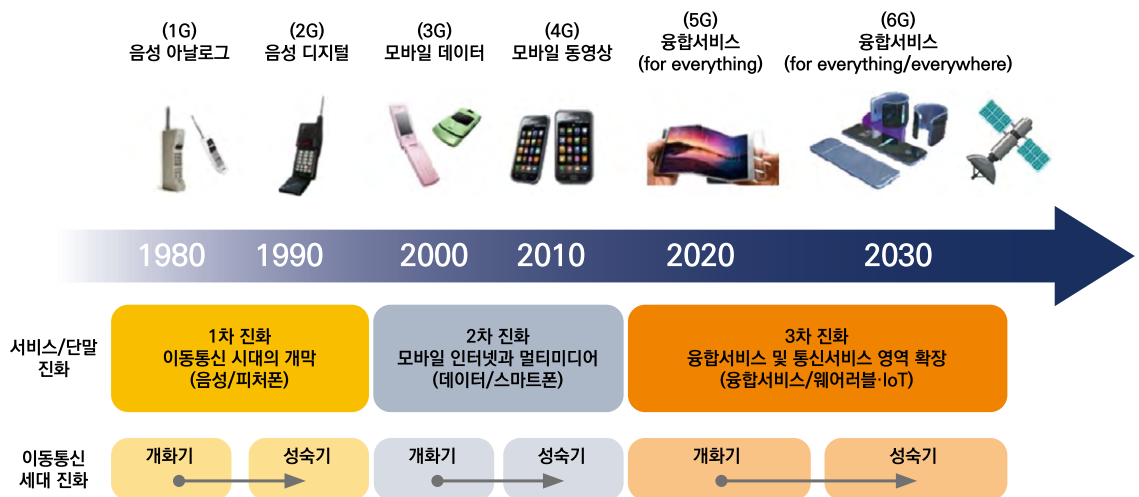 (1G)
음성 아날로그
(2G)
음성 디지털
(3G)
모바일 데이터
(4G)
모바일 동영상
(5G)
융합서비스
(for everything)
(6G)
융합서비스
(for everything/everywhere)
1980
1990
2000
2010
2020
2030
서비스/단말
진화
1차 진화
이동통신 시대의 개막
(음성/피처폰)
2차 진화
모바일 인터넷과 멀티미디어
(데이터/스마트폰)
3차 진화
융합서비스 및 통신서비스 영역 확장
(융합서비스/웨어러블·IoT)
이동통신
세대 진화
개화기
성숙기
개화기
성숙기
개화기
성숙기